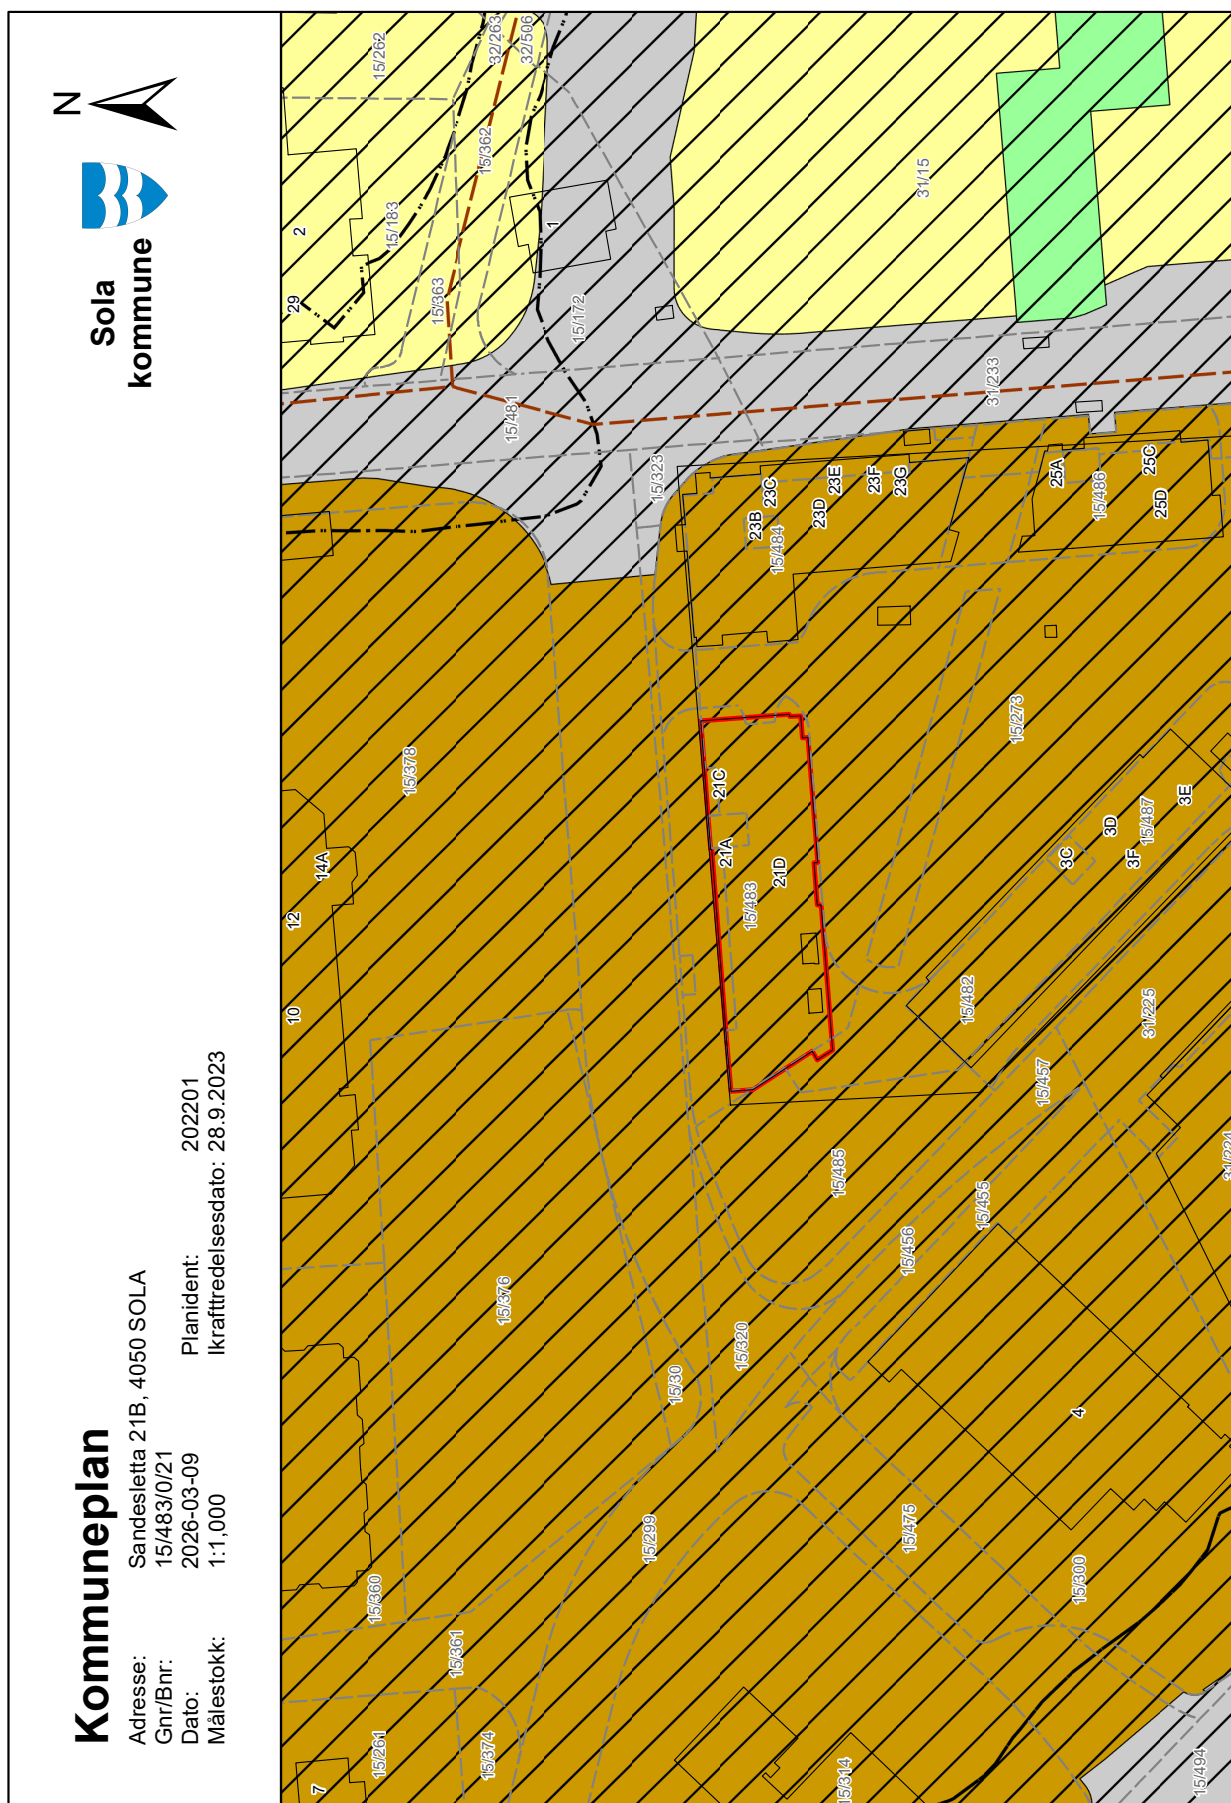 Kommuneplan
Adresse: Sandesletta 21B, 4050 SOLA
Gnr/Bnr: 15/483/0/21
Dato: 2026-03-09 Planident: 202201
Målestokk: 1:1,000 Ikrafttredelsesdato: 28.9.2023
Sola
kommune
N
7
15/261
15/374
15/361
15/360
15/314
15/494
15/300
15/475
15/299
4
15/30
15/320
15/376
15/456
15/455
15/485
15/457
31/225
15/482
10
12
14A
15/378
15/483
21D
21A
21C
3C
3F
3D
15/487
3E
15/273
15/484
23B
23D
23C
23E
23F
23G
25D
15/486
25A
25C
15/323
15/481
31/233
29
2
15/363
15/183
15/172
1
15/362
15/262
32/263
32/506
31/15